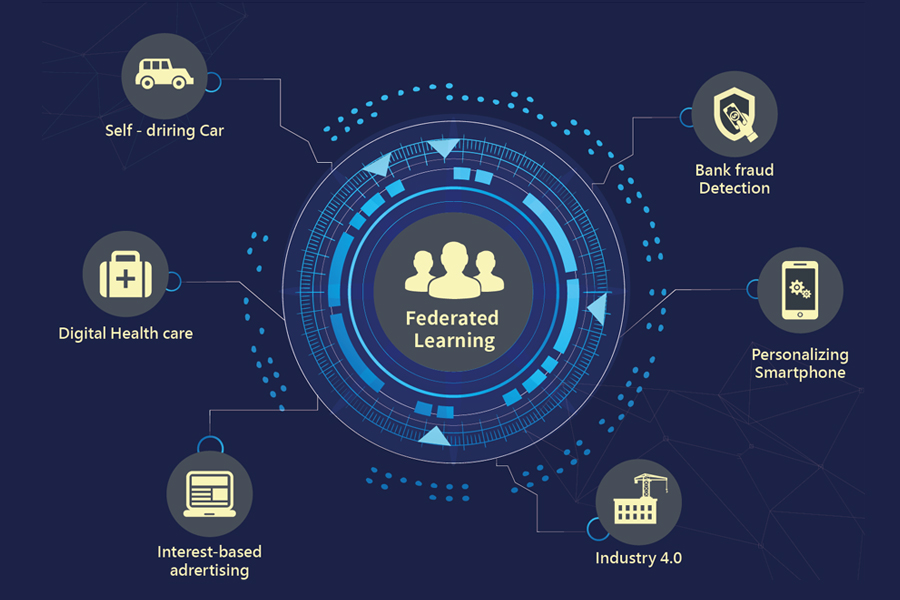 Self - driring Car
Bank fraud
Detection
Federated
Learning
Digital Health care
Personalizing
Smartphone
Interest-based
adrertising
Industry 4.0